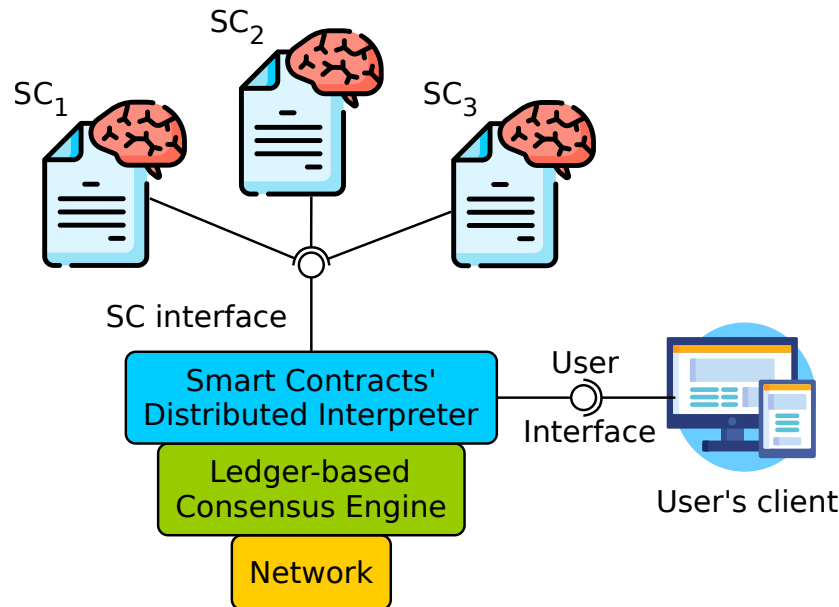 SC2
SC1
SC3
SC interface
Smart Contracts'
Distributed Interpreter
User
Interface
Ledger-based
Consensus Engine
User's client
Network